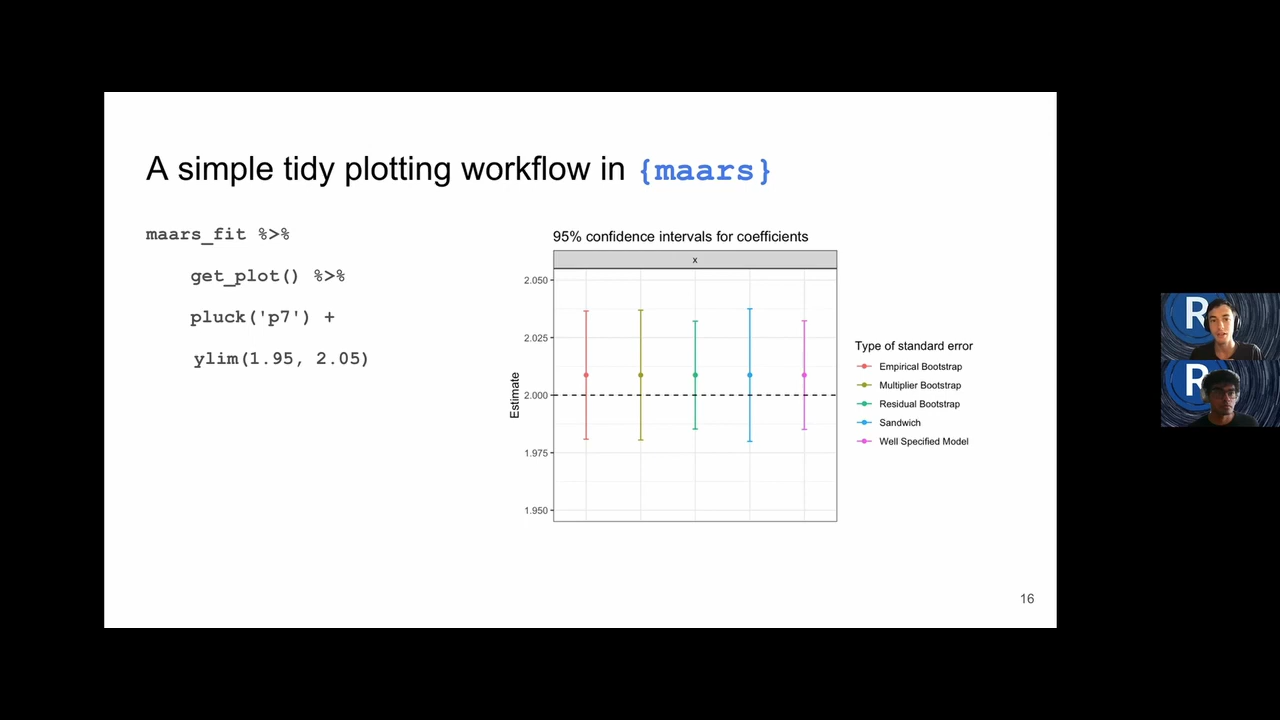 A simple tidy plotting workflow in {maars}
maars_fit %>%
get_plot() %>%
pluck('p7') +
ylim(1.95, 2.05)
95% confidence intervals for coefficients
x
2.050
2.025
2.000
1.975
1.950
Estimate
Type of standard error
Empirical Bootstrap
Multiplier Bootstrap
Residual Bootstrap
Sandwich
Well Specified Model
16
R
R